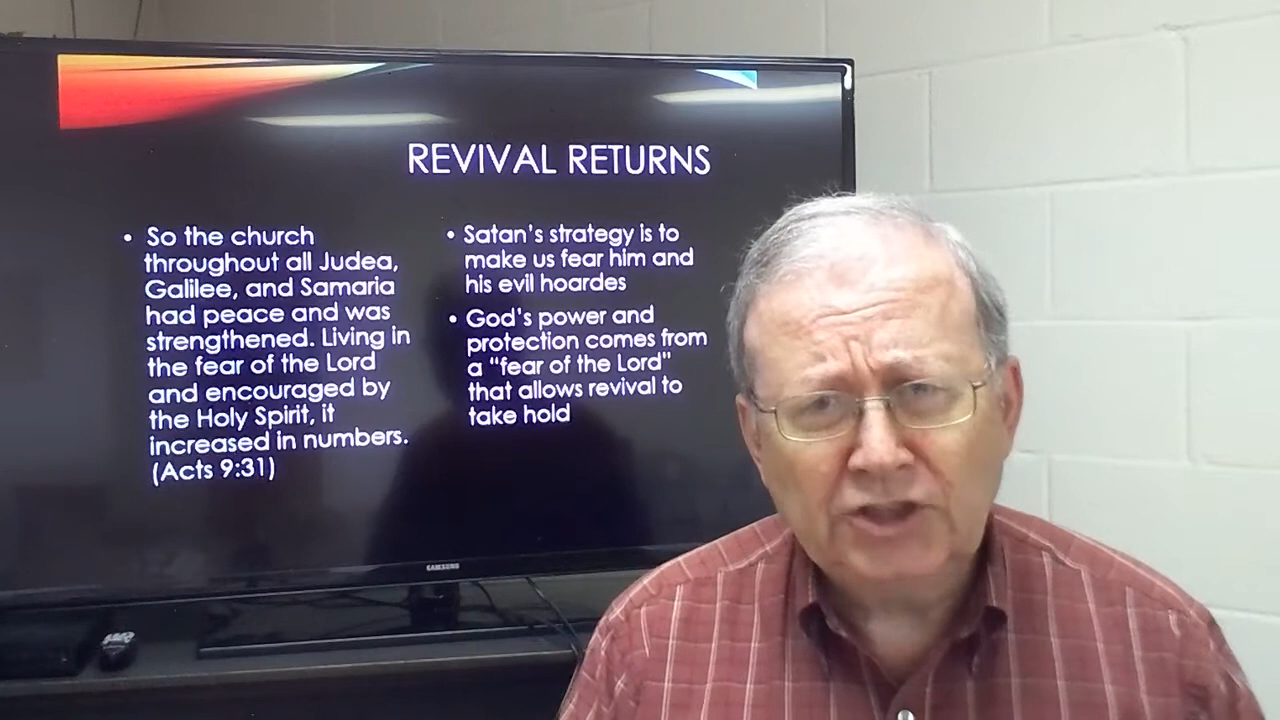 REVIVAL RETURNS
• So the church
throughout all Judea,
Galilee, and Samaria
had peace and was
strengthened. Living in
the fear of the Lord
and encouraged by
the Holy Spirit, it
increased in numbers.
(Acts 9:31)
• Satan's strategy is to
make us fear him and
his evil hoardes
• God's power and
protection comes from
a "fear of the Lord"
that allows revival to
take hold
SAMSUNG